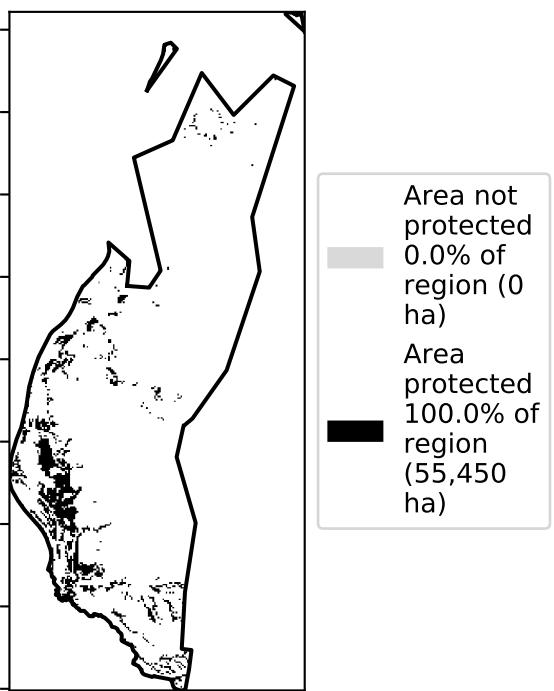 Area not
protected
0.0% of
region (0
ha)
Area
protected
100.0% of
region
(55,450
ha)